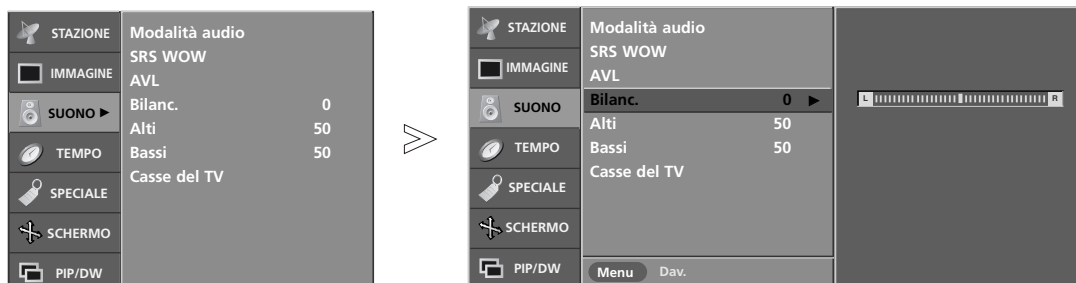 STAZIONE
IMMAGINE
SUONO ►
TEMPO
SPECIALE
SCHERMO
PIP/DW
Modalità audio
SRS WOW
AVL
Bilanc. 0
Alti 50
Bassi 50
Casse del TV
STAZIONE
IMMAGINE
SUONO
TEMPO
SPECIALE
SCHERMO
PIP/DW
Modalità audio
SRS WOW
AVL
Bilanc. 0 ►
Alti 50
Bassi 50
Casse del TV
Menu Dav.
L R